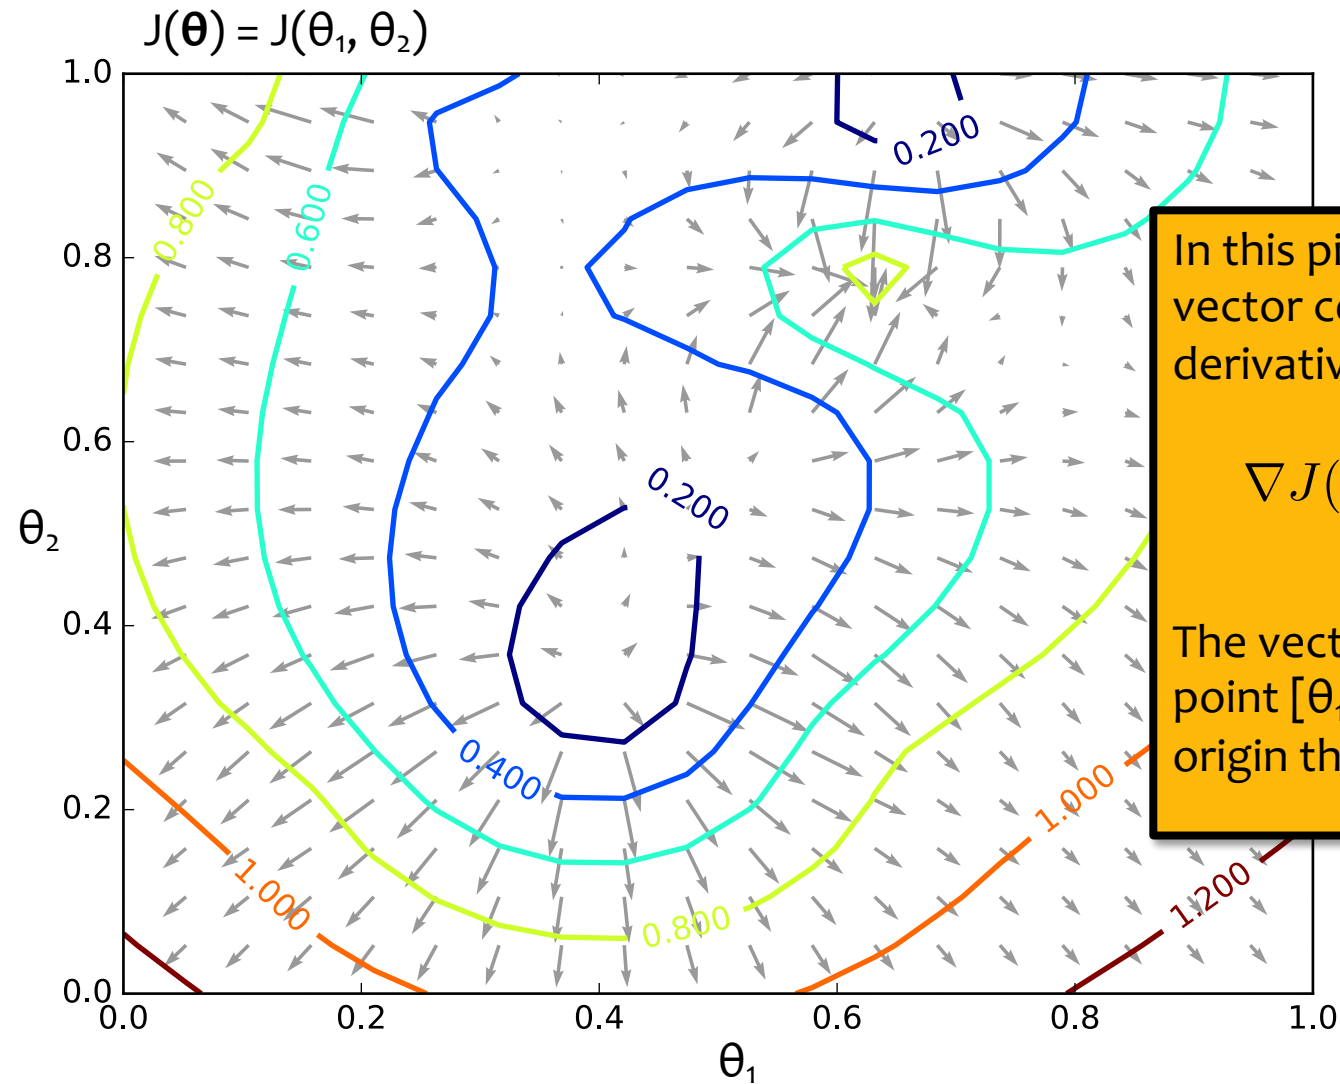 J(θ) = J(θ₁, θ₂)
1.0
0.8
0.6
0.4
0.2
0.0
θ₂
0.0 0.2 0.4 0.6 0.8 1.0
θ₁
0.800
0.600
0.200
0.200
0.400
1.000
0.800
1.000
1.200
In this pi
vector co
derivativ
∇J(
The vect
point [θ
origin th